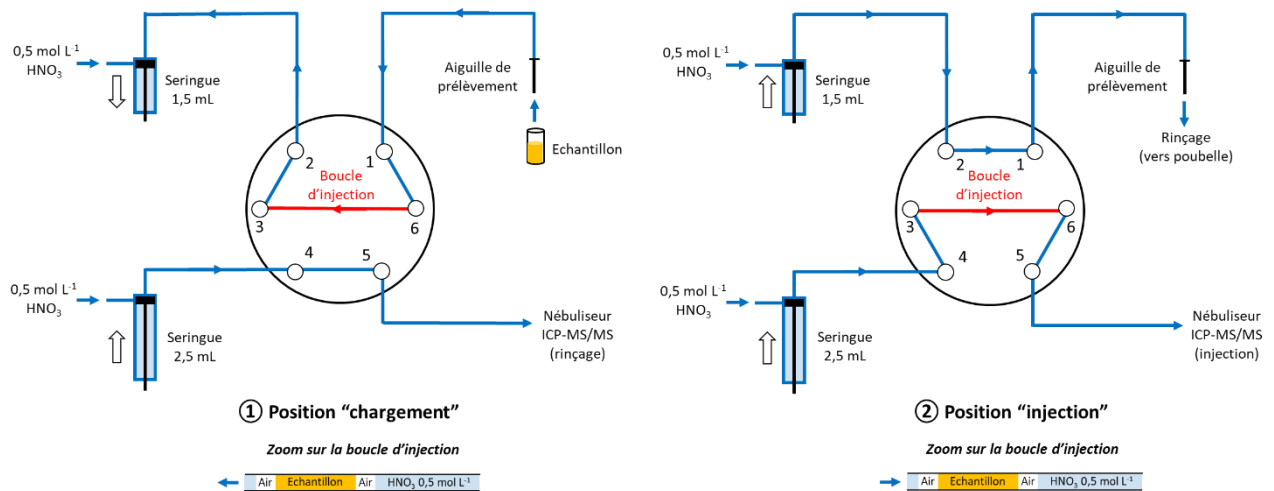 0,5 mol L⁻¹
HNO₃
Seringue
1,5 mL
Aiguille de
prélèvement
Echantillon
2
1
Boucle
d’injection
3
6
4
5
0,5 mol L⁻¹
HNO₃
Seringue
2,5 mL
Nébuliseur
ICP-MS/MS
(rinçage)
① Position “chargement”
Zoom sur la boucle d’injection
Air Echantillon Air HNO₃ 0,5 mol L⁻¹
0,5 mol L⁻¹
HNO₃
Seringue
1,5 mL
Aiguille de
prélèvement
Rinçage
(vers poubelle)
2
1
Boucle
d’injection
3
6
4
5
0,5 mol L⁻¹
HNO₃
Seringue
2,5 mL
Nébuliseur
ICP-MS/MS
(injection)
② Position “injection”
Zoom sur la boucle d’injection
Air Echantillon Air HNO₃ 0,5 mol L⁻¹